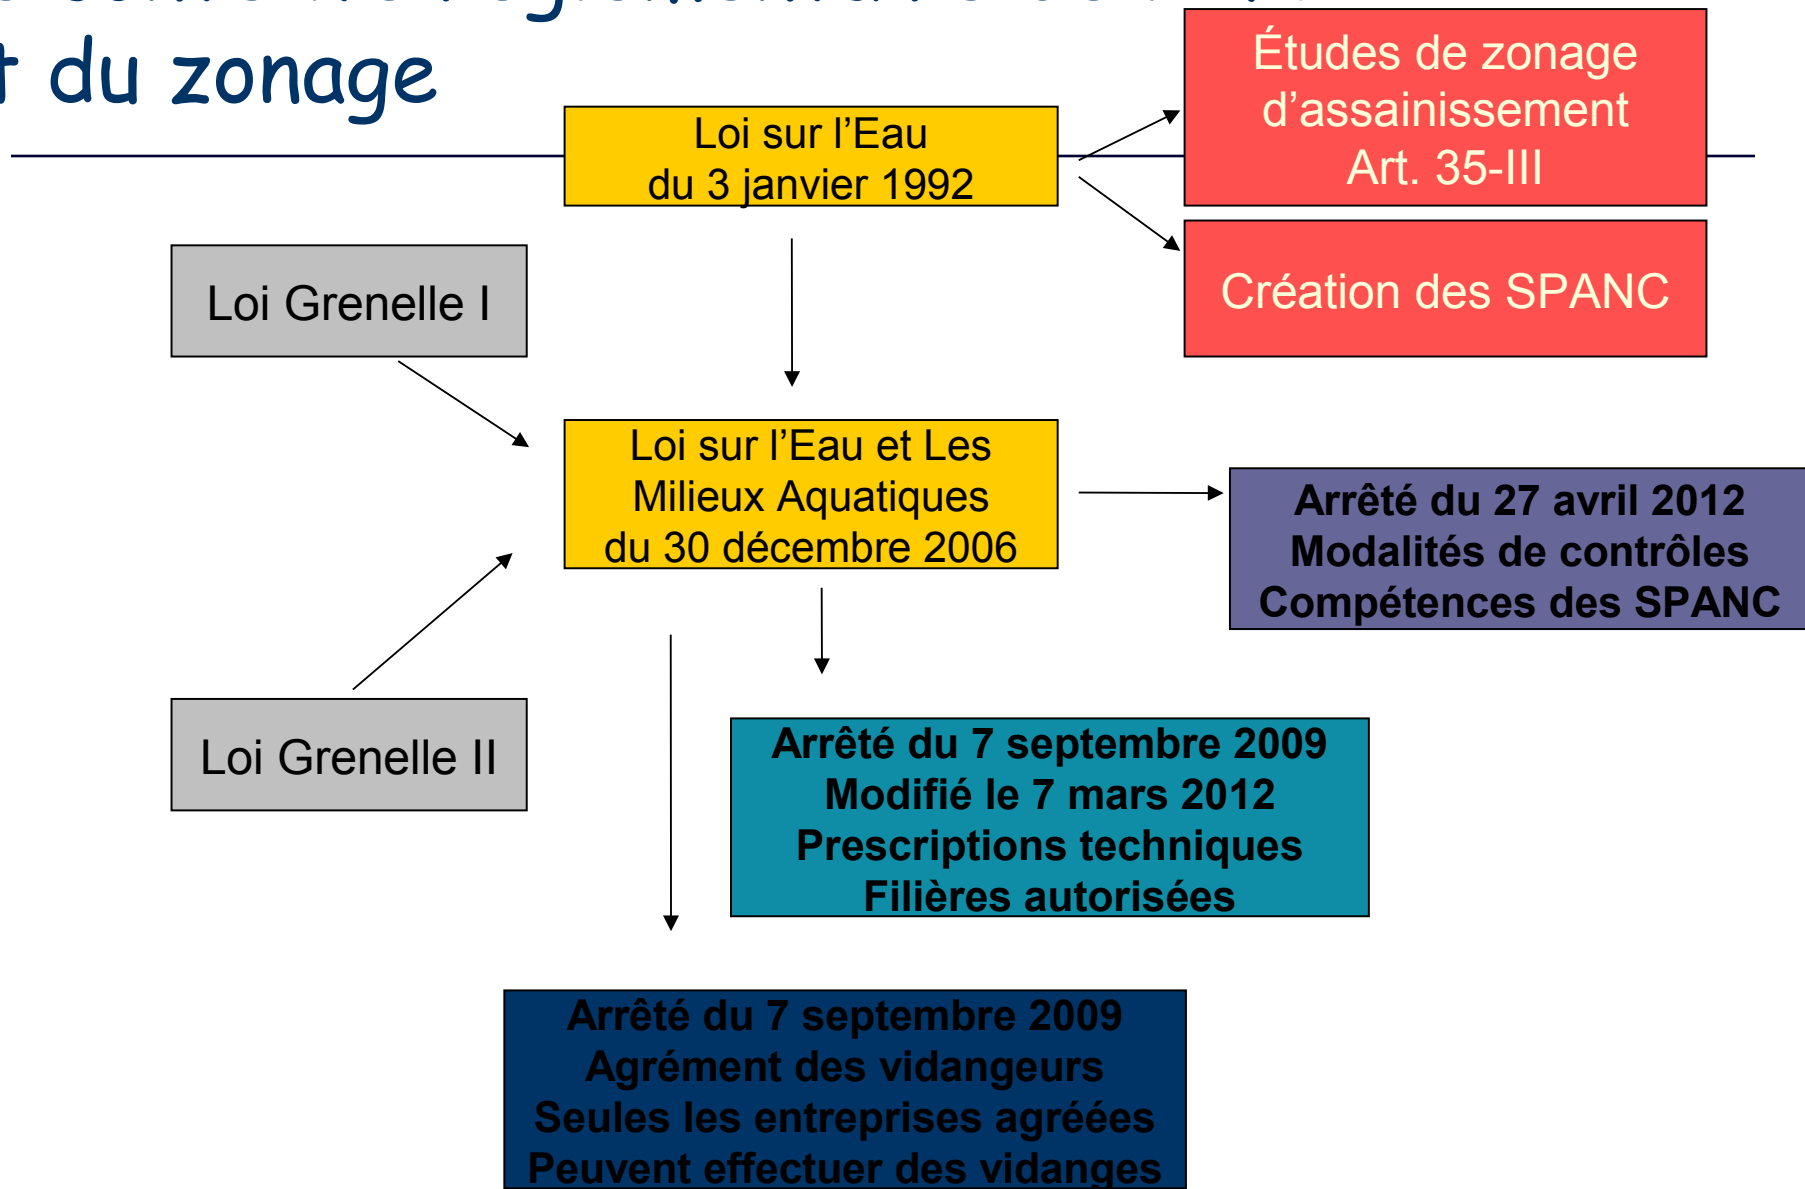 t du zonage
Loi sur l'Eau
du 3 janvier 1992
Études de zonage
d'assainissement
Art. 35-III
Création des SPANC
Loi Grenelle I
Loi sur l'Eau et Les
Milieux Aquatiques
du 30 décembre 2006
Arrêté du 27 avril 2012
Modalités de contrôles
Compétences des SPANC
Loi Grenelle II
Arrêté du 7 septembre 2009
Modifié le 7 mars 2012
Prescriptions techniques
Filières autorisées
Arrêté du 7 septembre 2009
Agrément des vidangeurs
Seules les entreprises agréées
Peuvent effectuer des vidanges